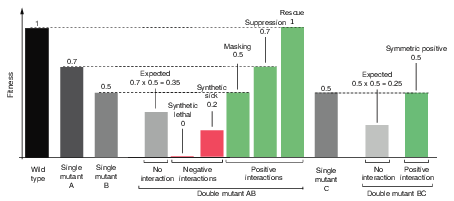 Fitness
1
0.7
0.5
Expected
0.7 x 0.5 = 0.35
Synthetic
lethal
0
Synthetic
sick
0.2
Masking
0.5
Suppression
0.7
Rescue
1
0.5
Expected
0.5 x 0.5 = 0.25
Symmetric positive
0.5
Wild
type
Single
mutant
A
Single
mutant
B
No
interaction
Negative
interactions
Positive
interactions
Double mutant AB
Single
mutant
C
No
interaction
Positive
interaction
Double mutant BC